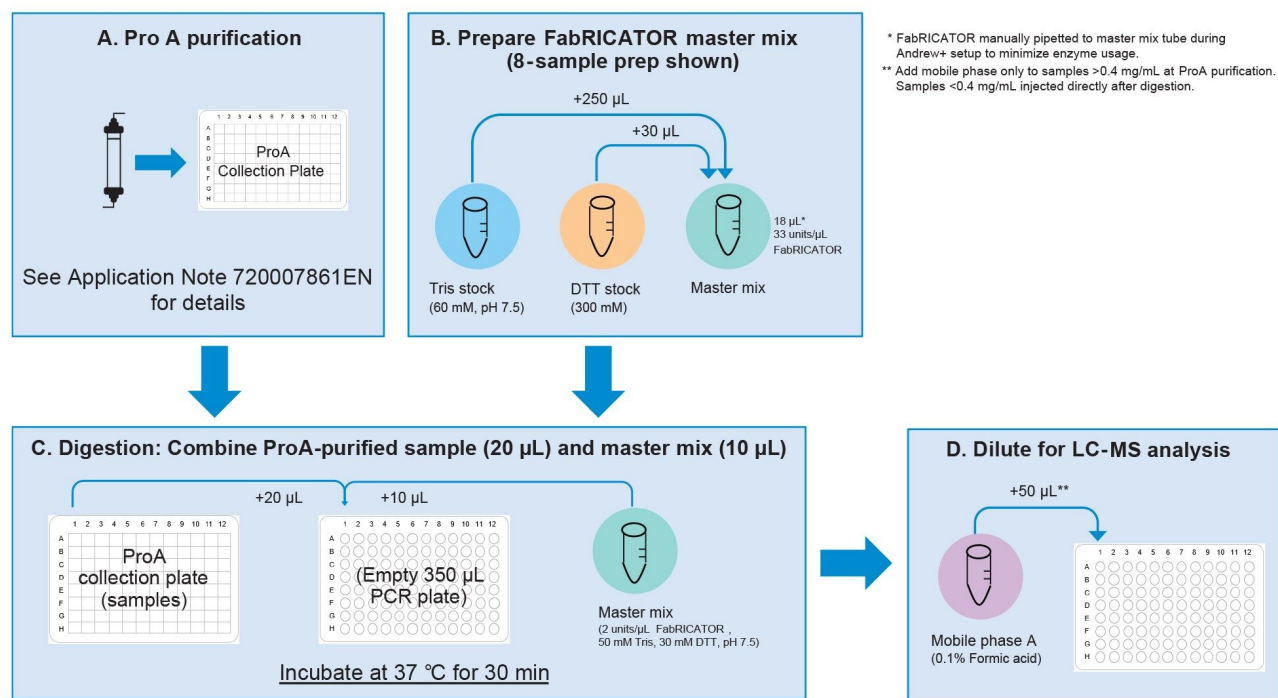 A. Pro A purification
1 2 3 4 5 6 7 8 9 10 11 12
A
B
C
D
E
F
G
H
ProA
Collection Plate
See Application Note 720007861EN
for details
B. Prepare FabRICATOR master mix
(8-sample prep shown)
+250 µL
+30 µL
18 µL*
33 units/µL
FabRICATOR
Tris stock
(60 mM, pH 7.5)
DTT stock
(300 mM)
Master mix
* FabRICATOR manually pipetted to master mix tube during
Andrew+ setup to minimize enzyme usage.
** Add mobile phase only to samples >0.4 mg/mL at ProA purification.
Samples <0.4 mg/mL injected directly after digestion.
C. Digestion: Combine ProA-purified sample (20 µL) and master mix (10 µL)
+20 µL
+10 µL
1 2 3 4 5 6 7 8 9 10 11 12
A
B
C
D
E
F
G
H
ProA
collection plate
(samples)
1 2 3 4 5 6 7 8 9 10 11 12
A
B
C
D
E
F
G
H
(Empty 350 µL
PCR plate)
Master mix
(2 units/µL FabRICATOR ,
50 mM Tris, 30 mM DTT, pH 7.5)
Incubate at 37 °C for 30 min
D. Dilute for LC-MS analysis
+50 µL**
Mobile phase A
(0.1% Formic acid)
1 2 3 4 5 6 7 8 9 10 11 12
A
B
C
D
E
F
G
H